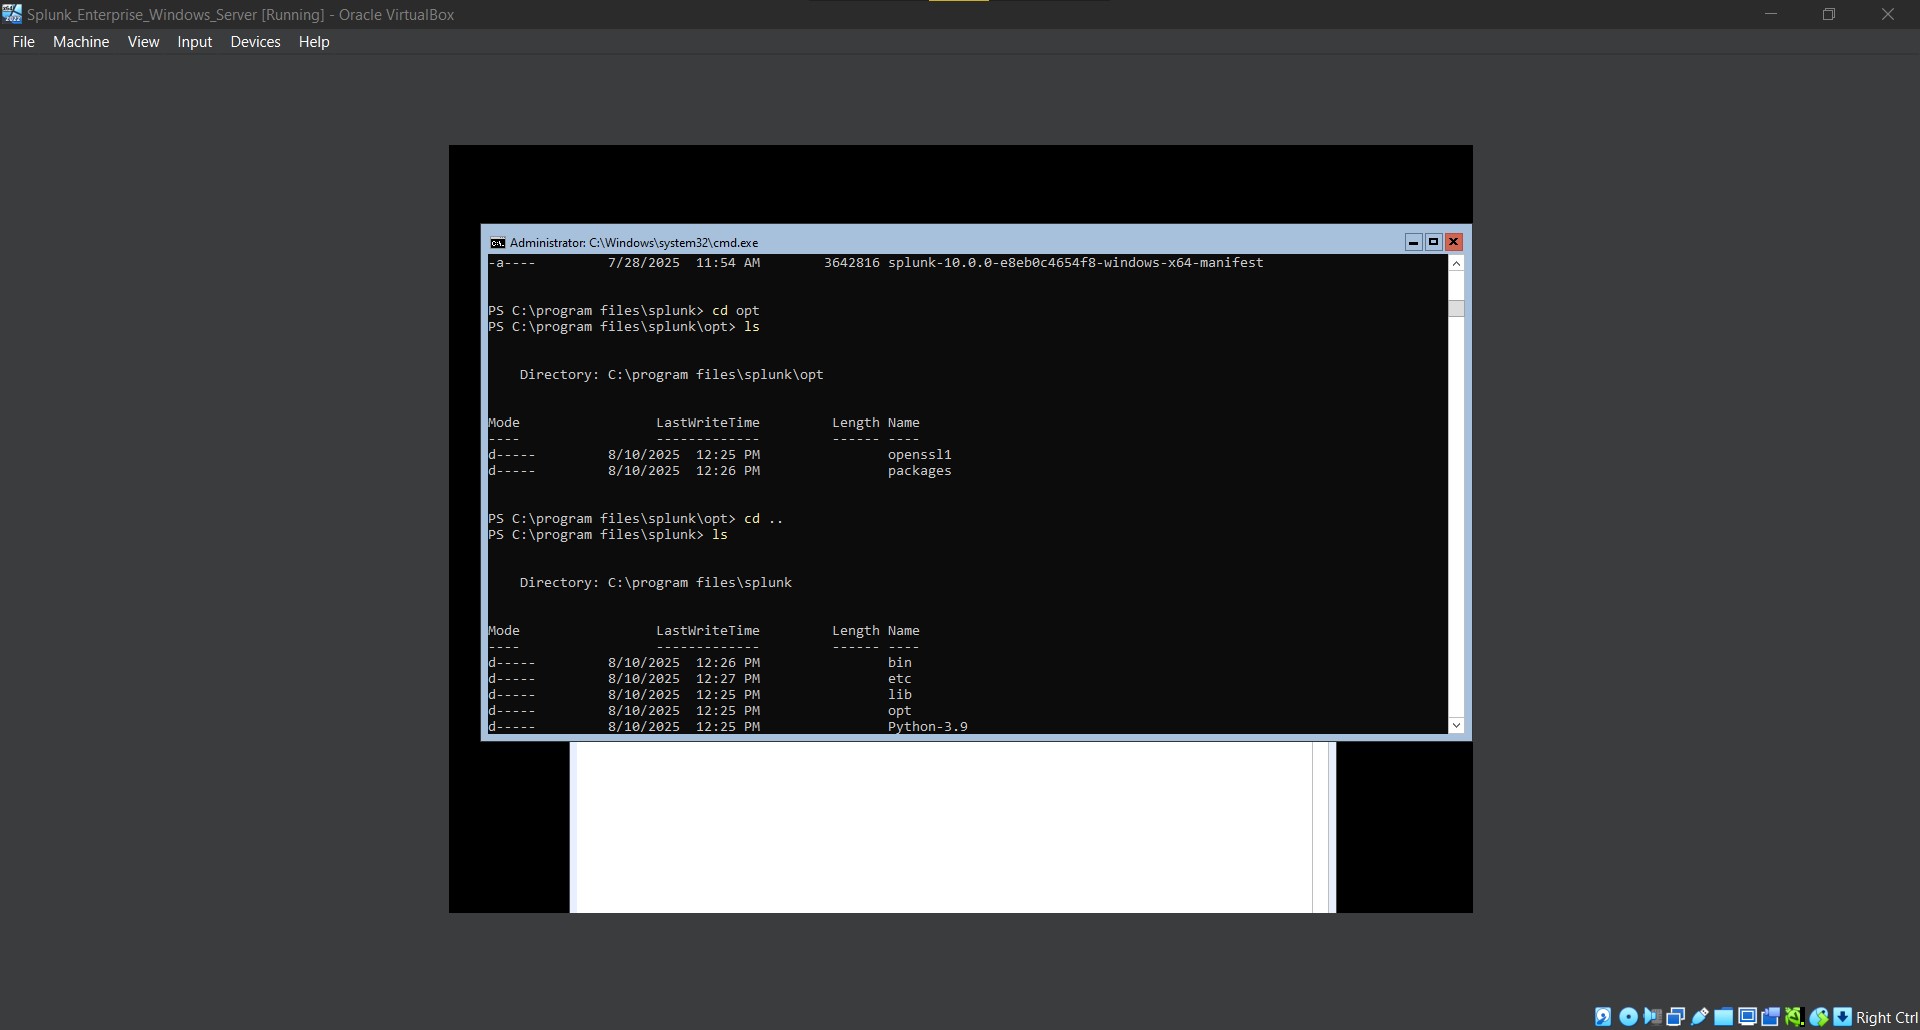 Splunk_Enterprise_Windows_Server [Running] - Oracle VirtualBox
File Machine View Input Devices Help
Administrator: C:\Windows\system32\cmd.exe
-a---- 7/28/2025 11:54 AM 3642816 splunk-10.0.0-e8eb0c4654f8-windows-x64-manifest
PS C:\program files\splunk> cd opt
PS C:\program files\splunk\opt> ls
Directory: C:\program files\splunk\opt
Mode LastWriteTime Length Name
---- ------------- ------ ----
d----- 8/10/2025 12:25 PM openssl1
d----- 8/10/2025 12:26 PM packages
PS C:\program files\splunk\opt> cd ..
PS C:\program files\splunk> ls
Directory: C:\program files\splunk
Mode LastWriteTime Length Name
---- ------------- ------ ----
d----- 8/10/2025 12:26 PM bin
d----- 8/10/2025 12:27 PM etc
d----- 8/10/2025 12:25 PM lib
d----- 8/10/2025 12:25 PM opt
d----- 8/10/2025 12:25 PM Python-3.9
Right Ctrl